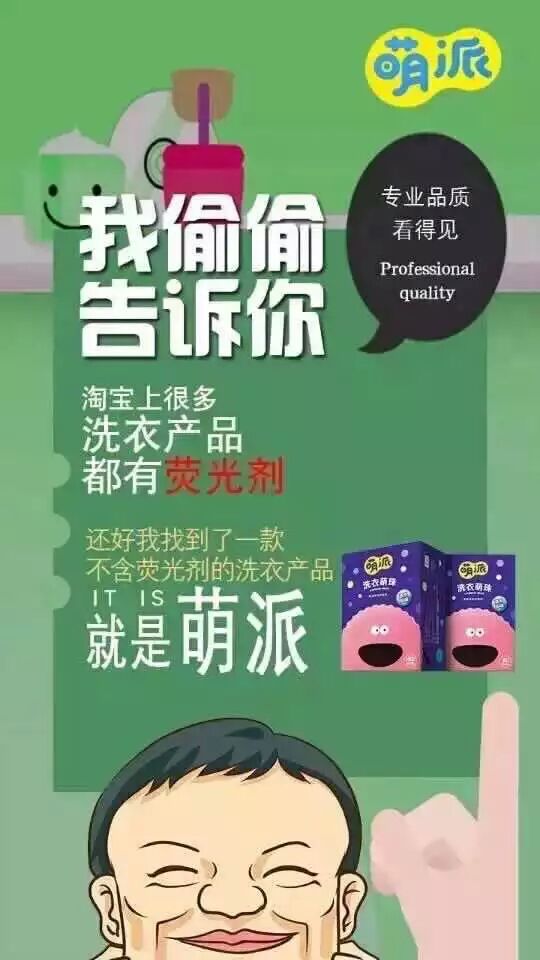 萌派
专业品质
看得见
Professional
quality
我偷偷
告诉你
淘宝上很多
洗衣产品
都有荧光剂
还好我找到了一款
不含荧光剂的洗衣产品
IT IS
就是萌派
萌派
洗衣萌珠
萌派
洗衣萌珠